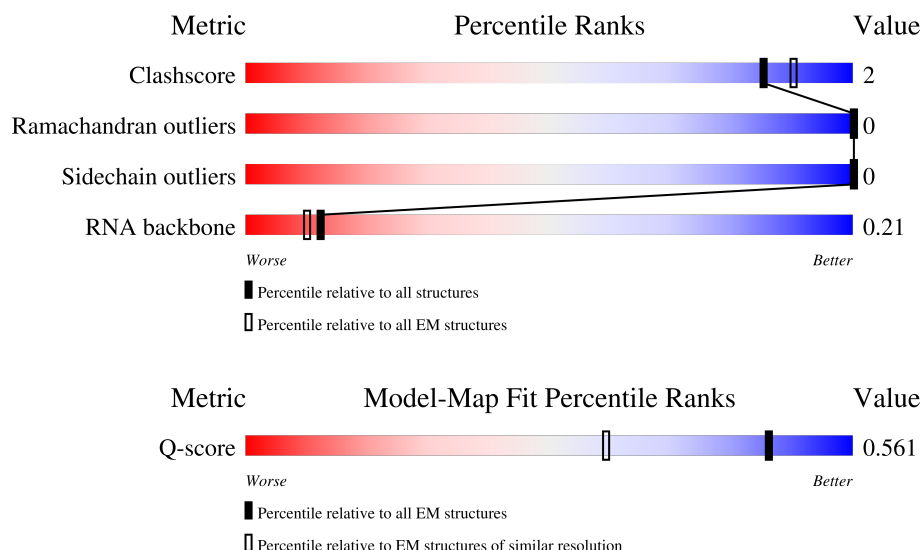 Metric Percentile Ranks Value
Clashscore 2
Ramachandran outliers 0
Sidechain outliers 0
RNA backbone 0.21
Worse Better
Percentile relative to all structures
Percentile relative to all EM structures
Metric Model-Map Fit Percentile Ranks Value
Q-score 0.561
Worse Better
Percentile relative to all EM structures
Percentile relative to EM structures of similar resolution